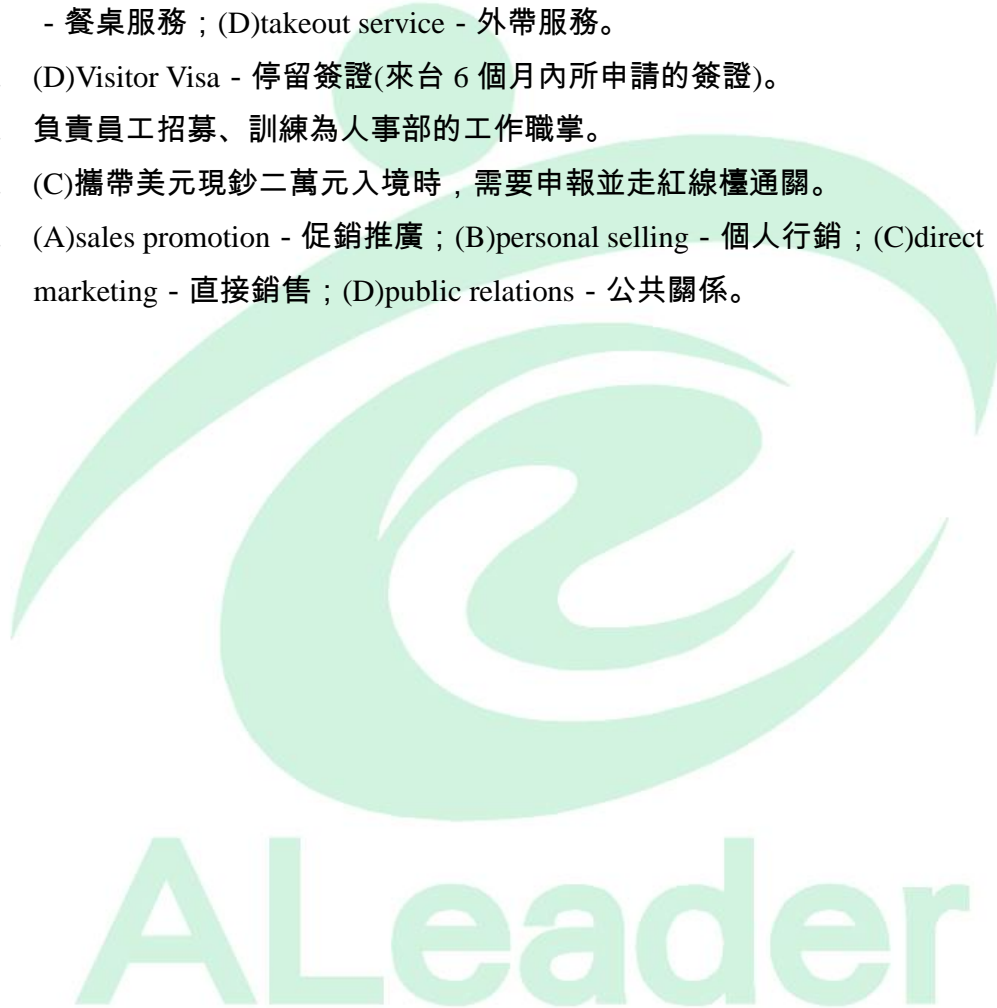 －餐桌服務；(D)takeout service－外帶服務。
(D)Visitor Visa－停留簽證(來台 6 個月內所申請的簽證)。
負責員工招募、訓練為人事部的工作職掌。
(C)攜帶美元現鈔二萬元入境時，需要申報並走紅線檯通關。
(A)sales promotion－促銷推廣；(B)personal selling－個人行銷；(C)direct
marketing－直接銷售；(D)public relations－公共關係。
ALeader